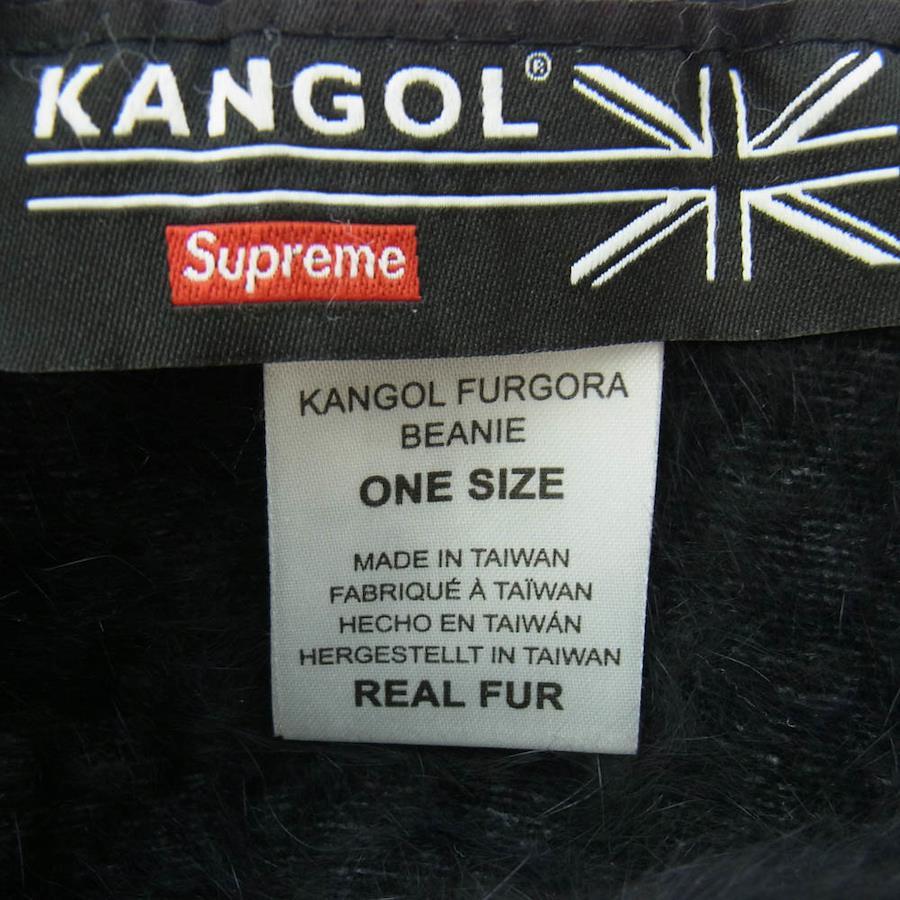 KANGOL®
Supreme
KANGOL FURGORA
BEANIE
ONE SIZE
MADE IN TAIWAN
FABRIQUÉ À TAÏWAN
HECHO EN TAIWÁN
HERGESTELLT IN TAIWAN
REAL FUR